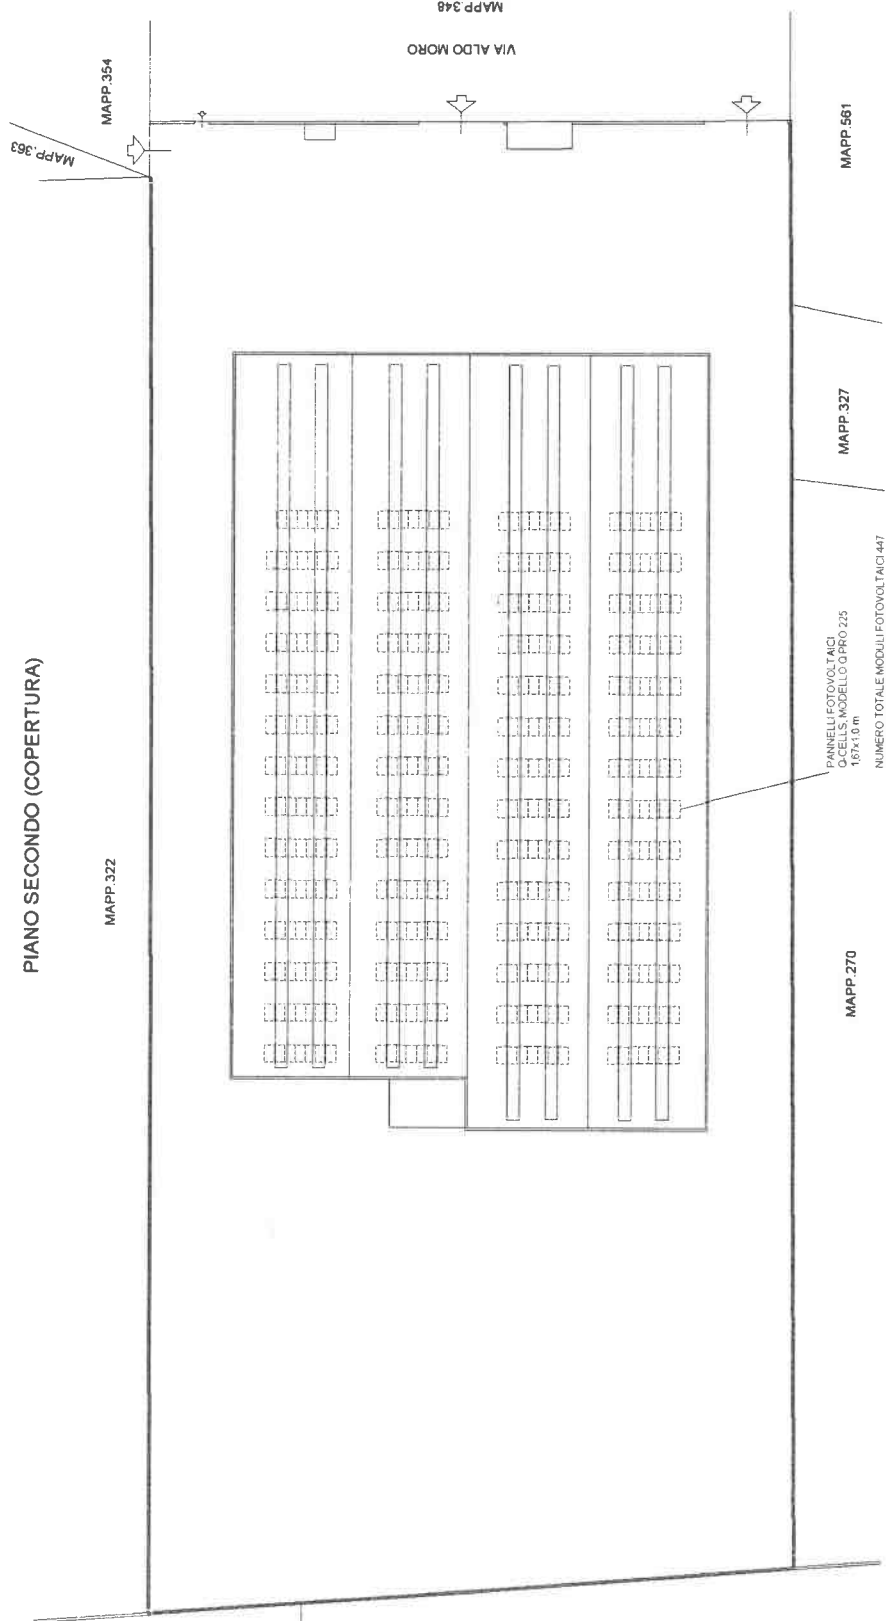 PIANO SECONDO (COPERTURA)
MAPP.322
MAPP.363
MAPP.354
VIA ALDO MORO
MAPP.348
MAPP.270
MAPP.327
MAPP.561
PANNELLI FOTOVOLTAICI
Q-CELLS, MODELLO Q PRO 225
1,67x1,0 m
NUMERO TOTALE MODULI FOTOVOLTAICI 447